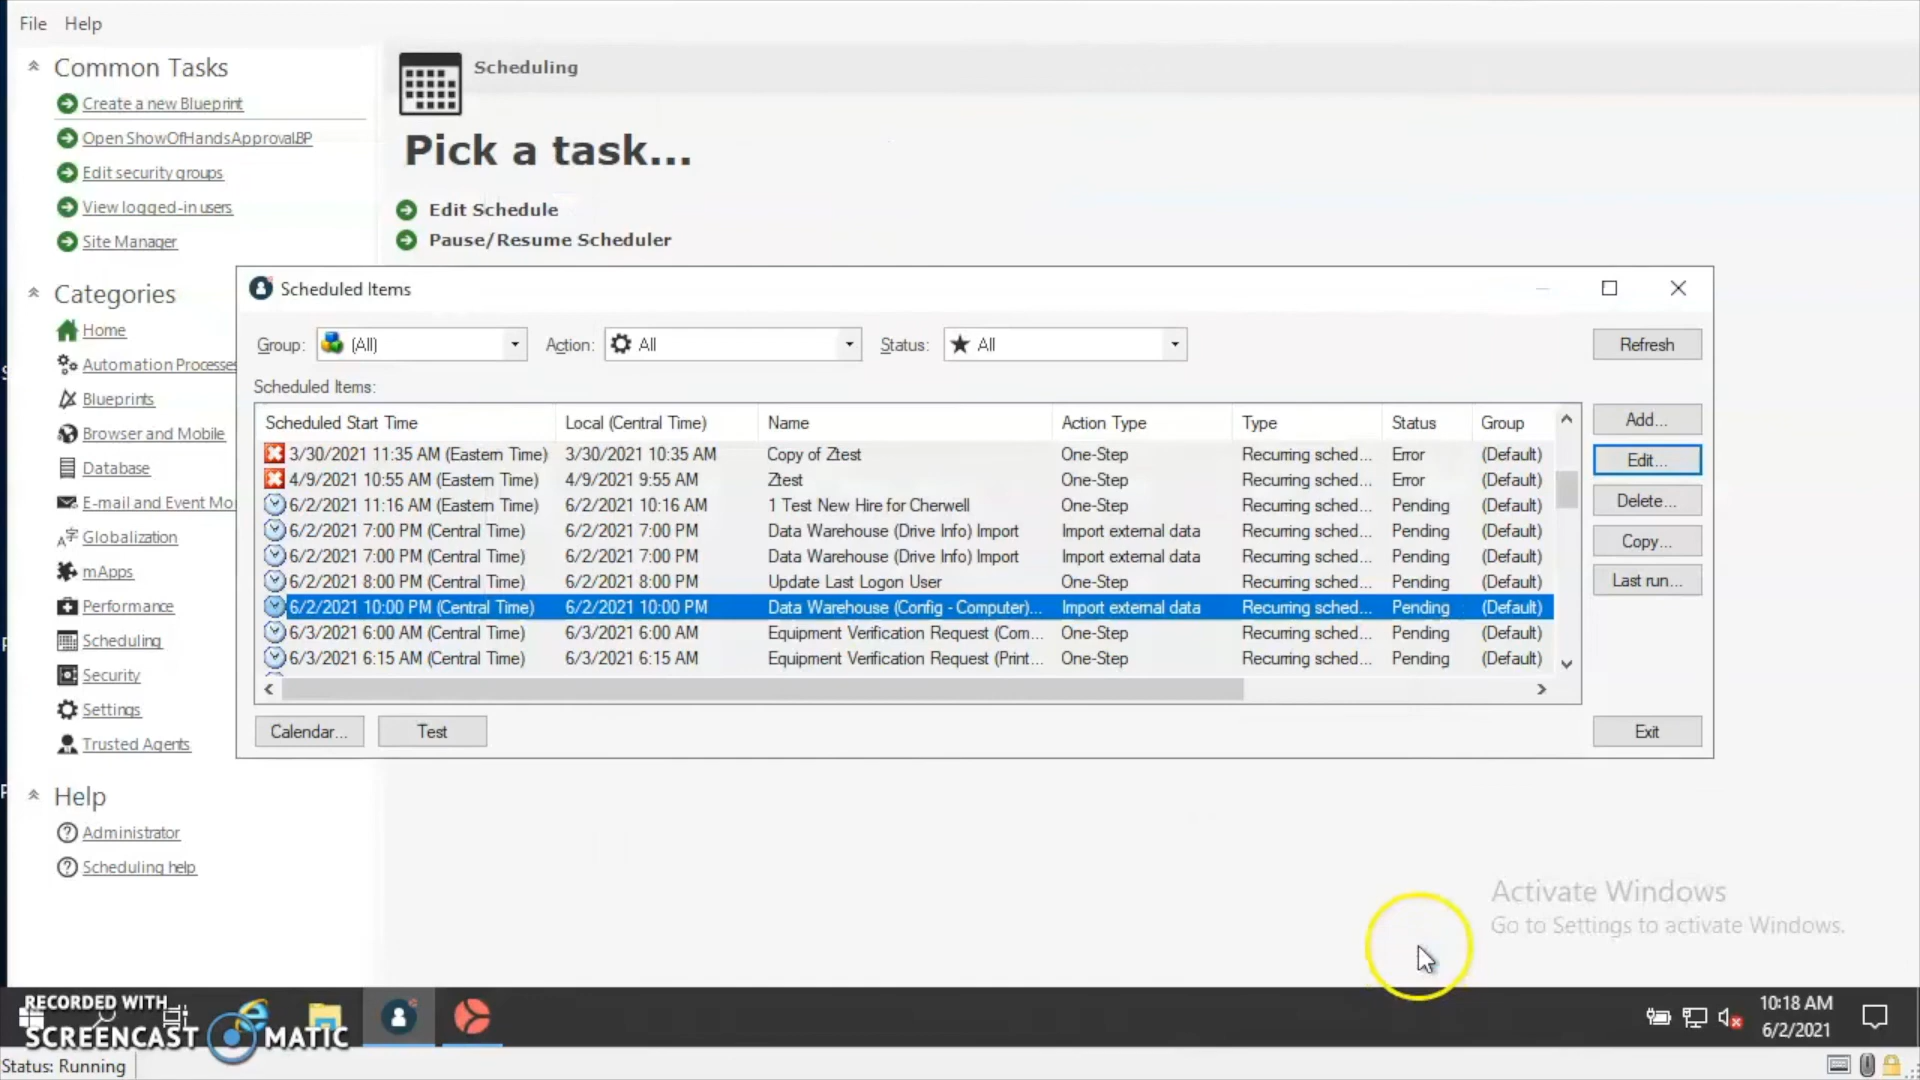 File Help
Common Tasks
Create a new Blueprint
Open ShowOfHandsApproval.BP
Edit security groups
View logged-in users
Site Manager
Categories
Home
Automation Processes
Blueprints
Browser and Mobile
Database
E-mail and Event Mo
Globalization
mApps
Performance
Scheduling
Security
Settings
Trusted Agents
Help
Administrator
Scheduling help
Scheduling
Pick a task...
Edit Schedule
Pause/Resume Scheduler
Scheduled Items
Group: (All) Action: All Status: All Refresh
Scheduled Items:
Scheduled Start Time Local (Central Time) Name Action Type Type Status Group
3/30/2021 11:35 AM (Eastern Time) 3/30/2021 10:35 AM Copy of Ztest One-Step Recurring sched... Error (Default)
4/9/2021 10:55 AM (Eastern Time) 4/9/2021 9:55 AM Ztest One-Step Recurring sched... Error (Default)
6/2/2021 11:16 AM (Eastern Time) 6/2/2021 10:16 AM 1 Test New Hire for Cherwell One-Step Recurring sched... Pending (Default)
6/2/2021 7:00 PM (Central Time) 6/2/2021 7:00 PM Data Warehouse (Drive Info) Import Import external data Recurring sched... Pending (Default)
6/2/2021 7:00 PM (Central Time) 6/2/2021 7:00 PM Data Warehouse (Drive Info) Import Import external data Recurring sched... Pending (Default)
6/2/2021 8:00 PM (Central Time) 6/2/2021 8:00 PM Update Last Logon User One-Step Recurring sched... Pending (Default)
6/2/2021 10:00 PM (Central Time) 6/2/2021 10:00 PM Data Warehouse (Config - Computer)... Import external data Recurring sched... Pending (Default)
6/3/2021 6:00 AM (Central Time) 6/3/2021 6:00 AM Equipment Verification Request (Com... One-Step Recurring sched... Pending (Default)
6/3/2021 6:15 AM (Central Time) 6/3/2021 6:15 AM Equipment Verification Request (Print... One-Step Recurring sched... Pending (Default)
Add...
Edit...
Delete...
Copy...
Last run...
Calendar... Test Exit
Activate Windows
Go to Settings to activate Windows.
RECORDED WITH
SCREENCAST MATIC
10:18 AM
6/2/2021
Status: Running